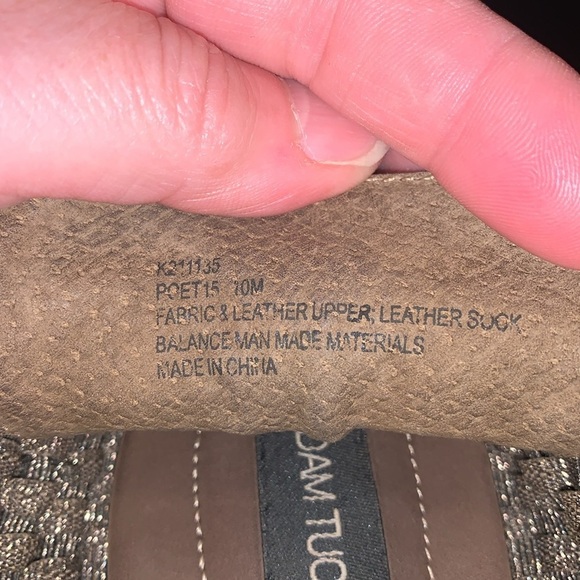 K211135
POET15 10M
FABRIC & LEATHER UPPER, LEATHER SOCK
BALANCE MAN MADE MATERIALS
MADE IN CHINA
DAM TUC